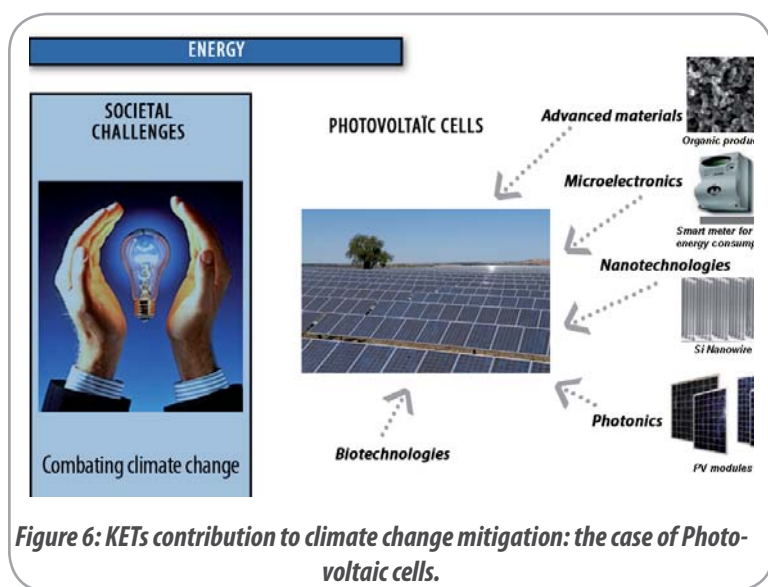 ENERGY
SOCIETAL
CHALLENGES
Combating climate change
PHOTOVOLTAÏC CELLS
Advanced materials
Organic produ
Microelectronics
Smart meter for
energy consump
Nanotechnologies
Si Nanowire
Photonics
PV modules
Biotechnologies
Figure 6: KETs contribution to climate change mitigation: the case of Photo-
voltaic cells.